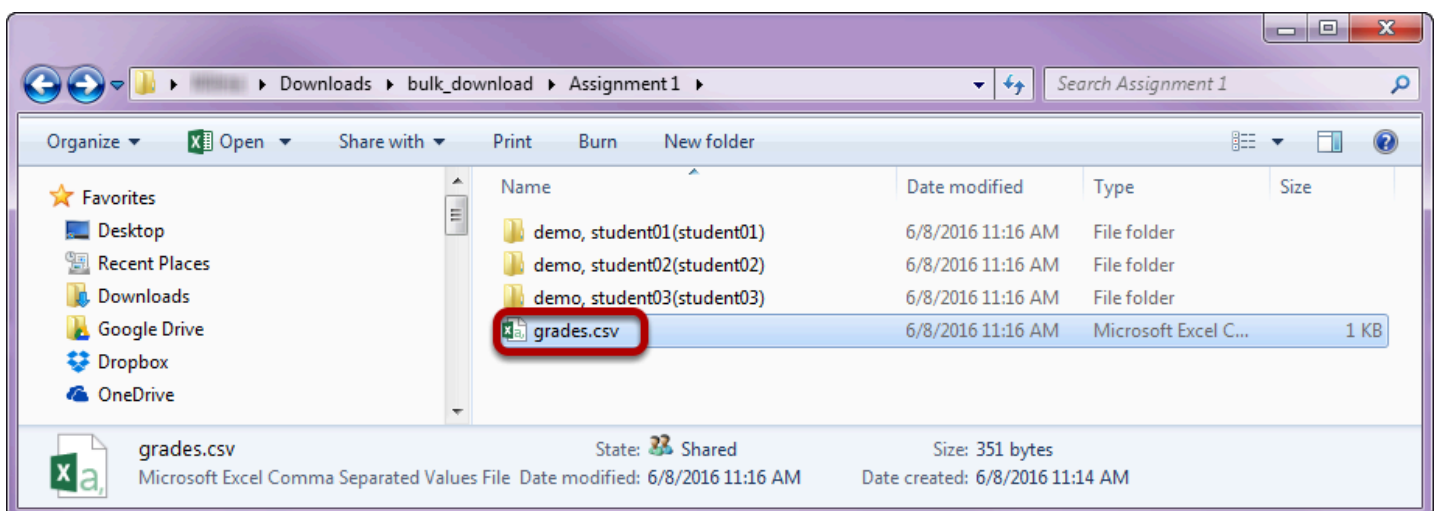 Downloads bulk_download Assignment 1 Search Assignment 1
Organize Open Share with Print Burn New folder
Favorites
Desktop
Recent Places
Downloads
Google Drive
Dropbox
OneDrive
Name Date modified Type Size
demo, student01(student01) 6/8/2016 11:16 AM File folder
demo, student02(student02) 6/8/2016 11:16 AM File folder
demo, student03(student03) 6/8/2016 11:16 AM File folder
grades.csv 6/8/2016 11:16 AM Microsoft Excel C... 1 KB
grades.csv State: Shared Size: 351 bytes
Microsoft Excel Comma Separated Values File Date modified: 6/8/2016 11:16 AM Date created: 6/8/2016 11:14 AM